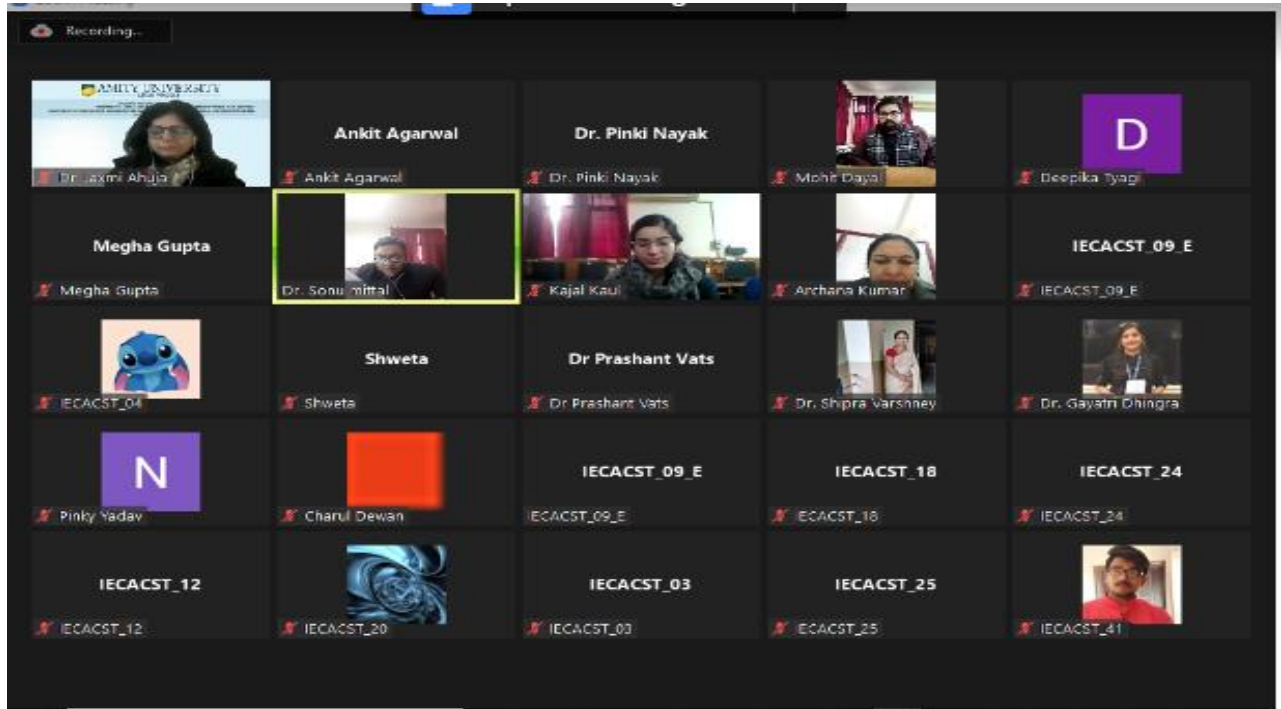 Recording...
AMITY UNIVERSITY
Dr. Laxmi Ahuja
Ankit Agarwal
Ankit Agarwal
Dr. Pinki Nayak
Dr. Pinki Nayak
Mohit Dayal
D
Deepika Tyagi
Megha Gupta
Megha Gupta
Dr. Sonu mittal
Kajal Kaul
Archana Kumar
IECACST_09_E
IECACST_09_E
IECACST_04
Shweta
Shweta
Dr Prashant Vats
Dr Prashant Vats
Dr. Shipra Varshney
Dr. Gayatri Dhingra
N
Pinky Yadav
Charul Dewan
IECACST_09_E
IECACST_09_E
IECACST_18
IECACST_18
IECACST_24
IECACST_24
IECACST_12
IECACST_12
IECACST_20
IECACST_03
IECACST_03
IECACST_25
IECACST_25
IECACST_41